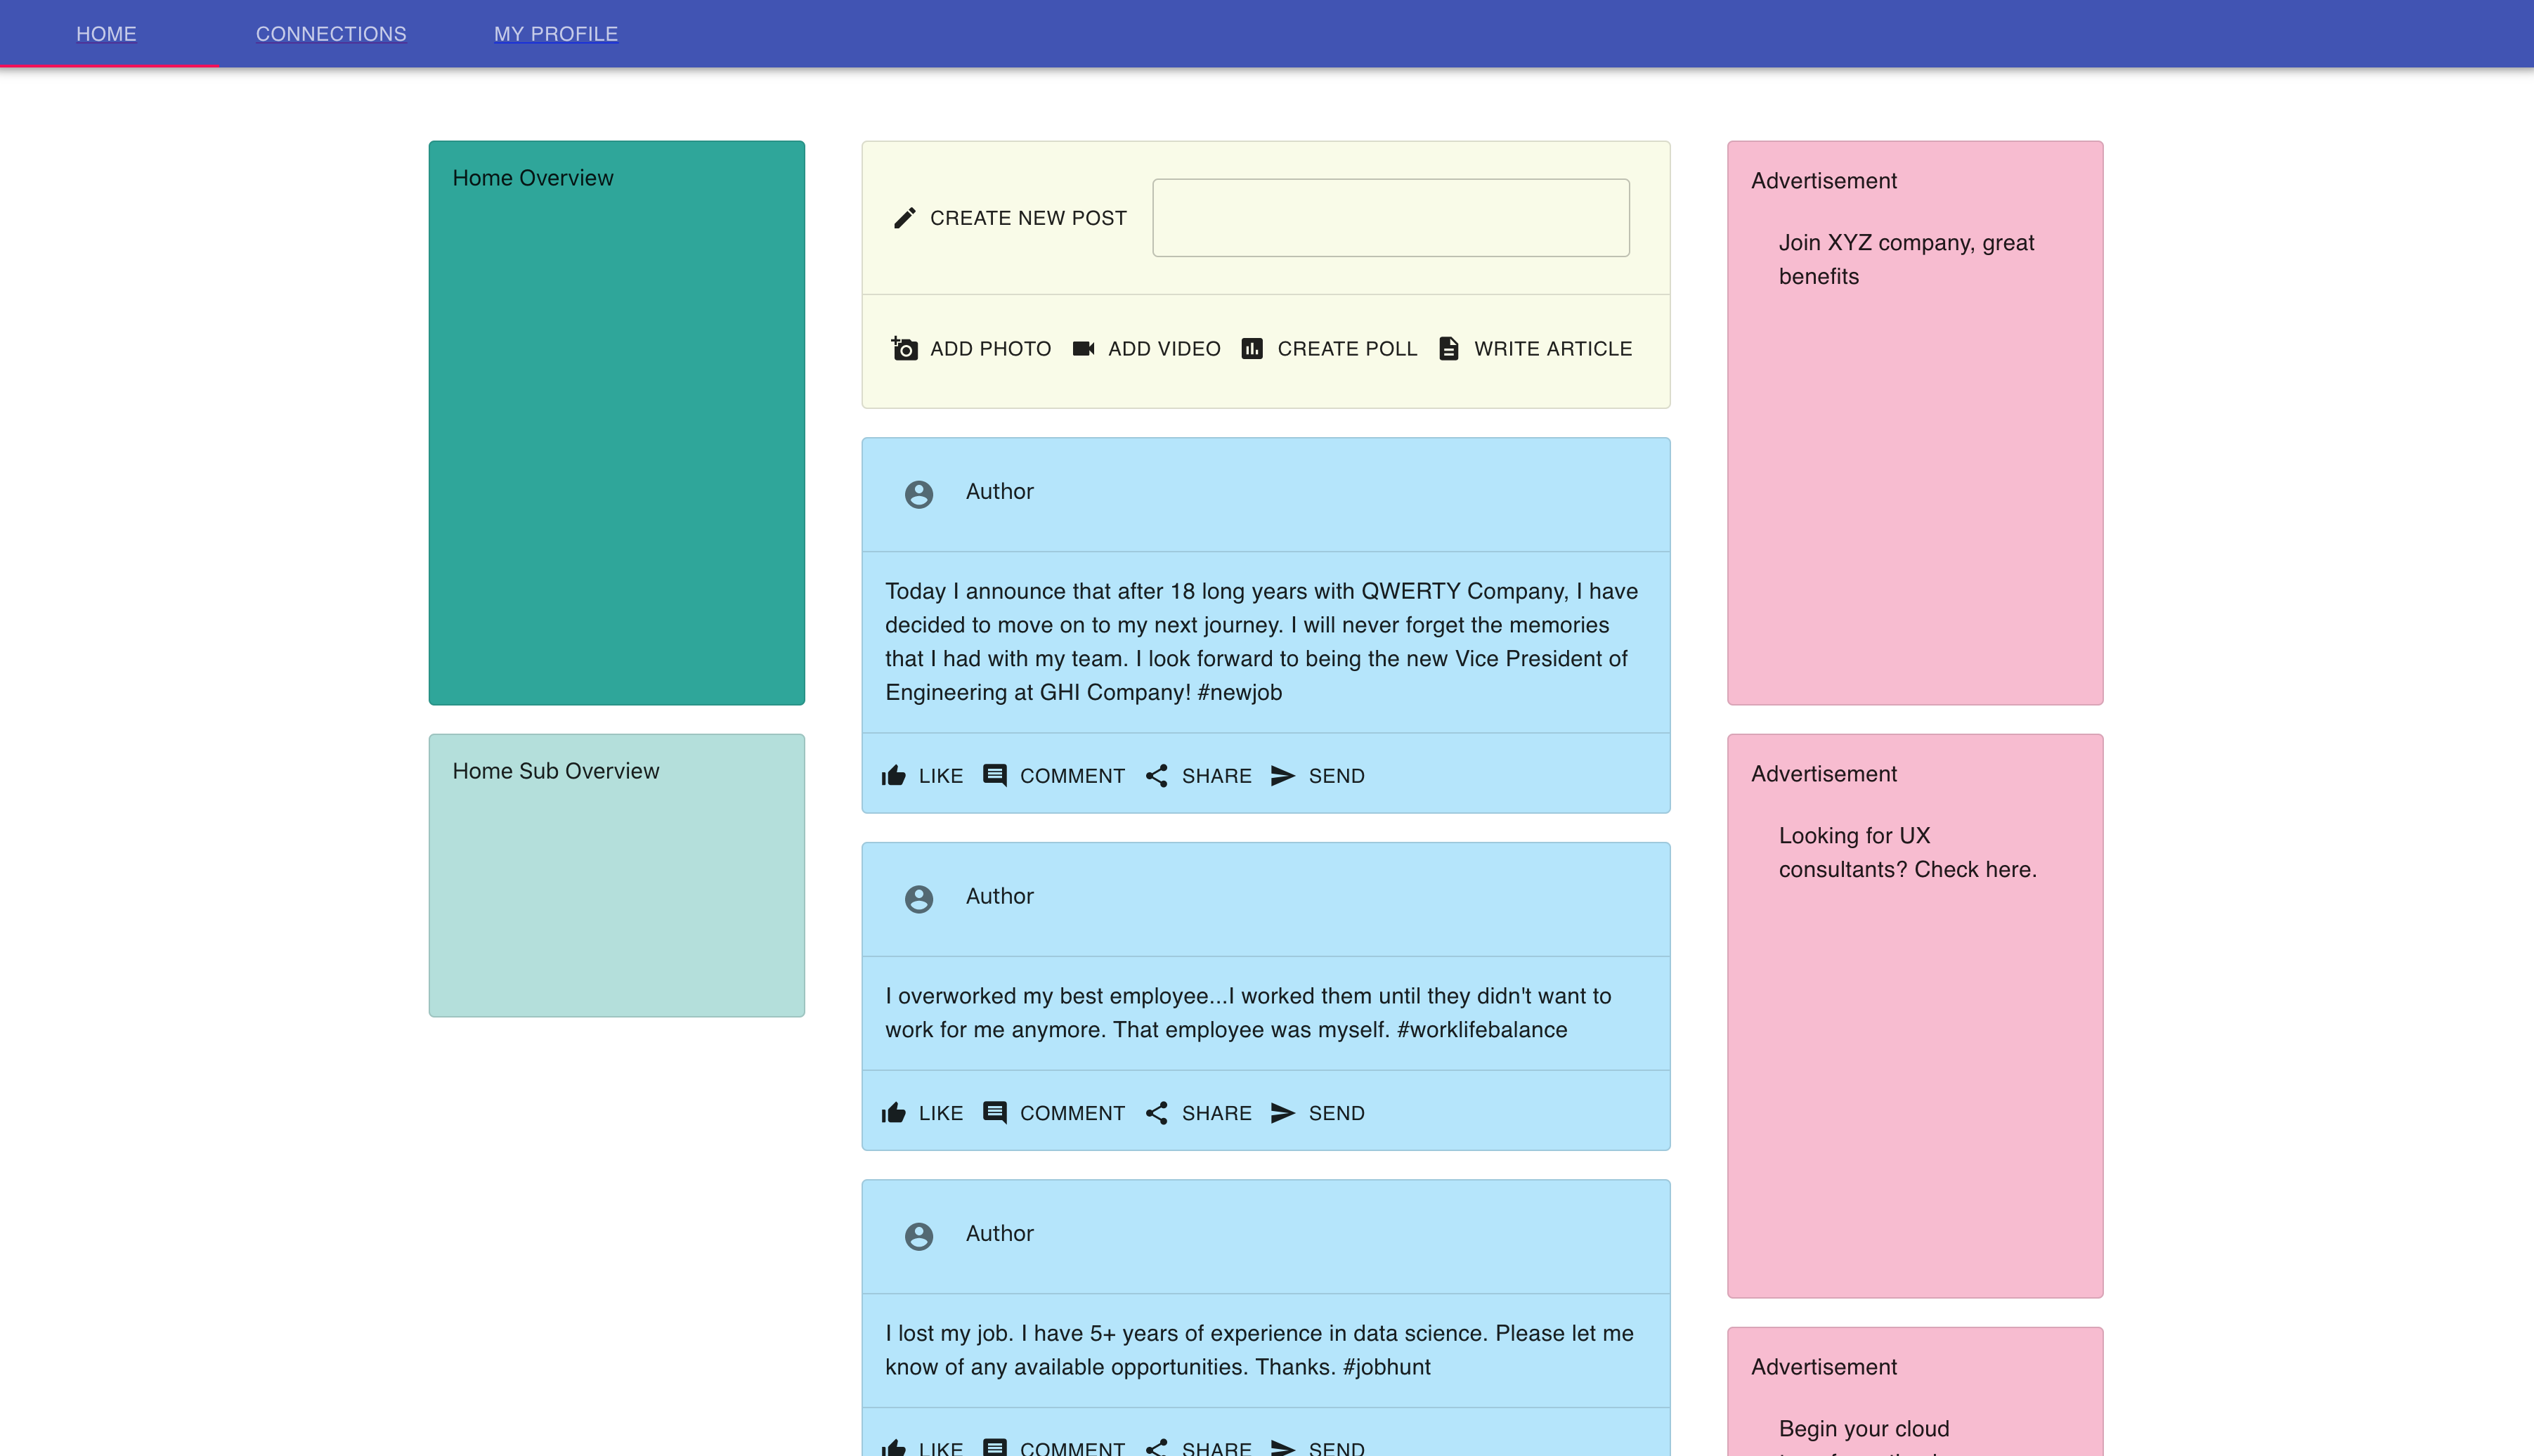 HOME
CONNECTIONS
MY PROFILE
Home Overview
Home Sub Overview
CREATE NEW POST
ADD PHOTO
ADD VIDEO
CREATE POLL
WRITE ARTICLE
Author
Today I announce that after 18 long years with QWERTY Company, I have
decided to move on to my next journey. I will never forget the memories
that I had with my team. I look forward to being the new Vice President of
Engineering at GHI Company! #newjob
LIKE
COMMENT
SHARE
SEND
Author
I overworked my best employee...I worked them until they didn't want to
work for me anymore. That employee was myself. #worklifebalance
LIKE
COMMENT
SHARE
SEND
Author
I lost my job. I have 5+ years of experience in data science. Please let me
know of any available opportunities. Thanks. #jobhunt
LIKE
COMMENT
SHARE
SEND
Advertisement
Join XYZ company, great
benefits
Advertisement
Looking for UX
consultants? Check here.
Advertisement
Begin your cloud